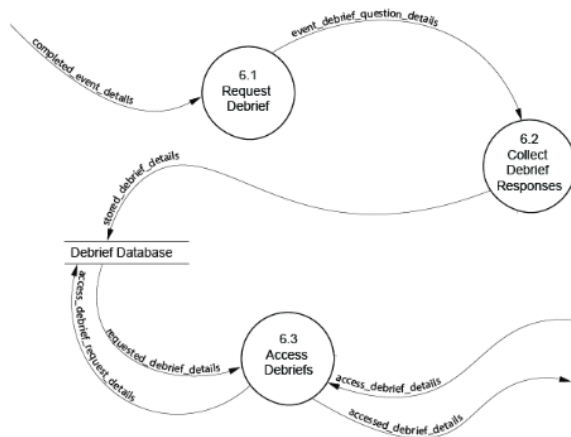 completed_event_details
event_debrief_question_details
6.1
Request
Debrief
6.2
Collect
Debrief
Responses
stored_debrief_details
Debrief Database
access_debrief_request_details
requested_debrief_details
6.3
Access
Debriefs
access_debrief_details
accessed_debrief_details